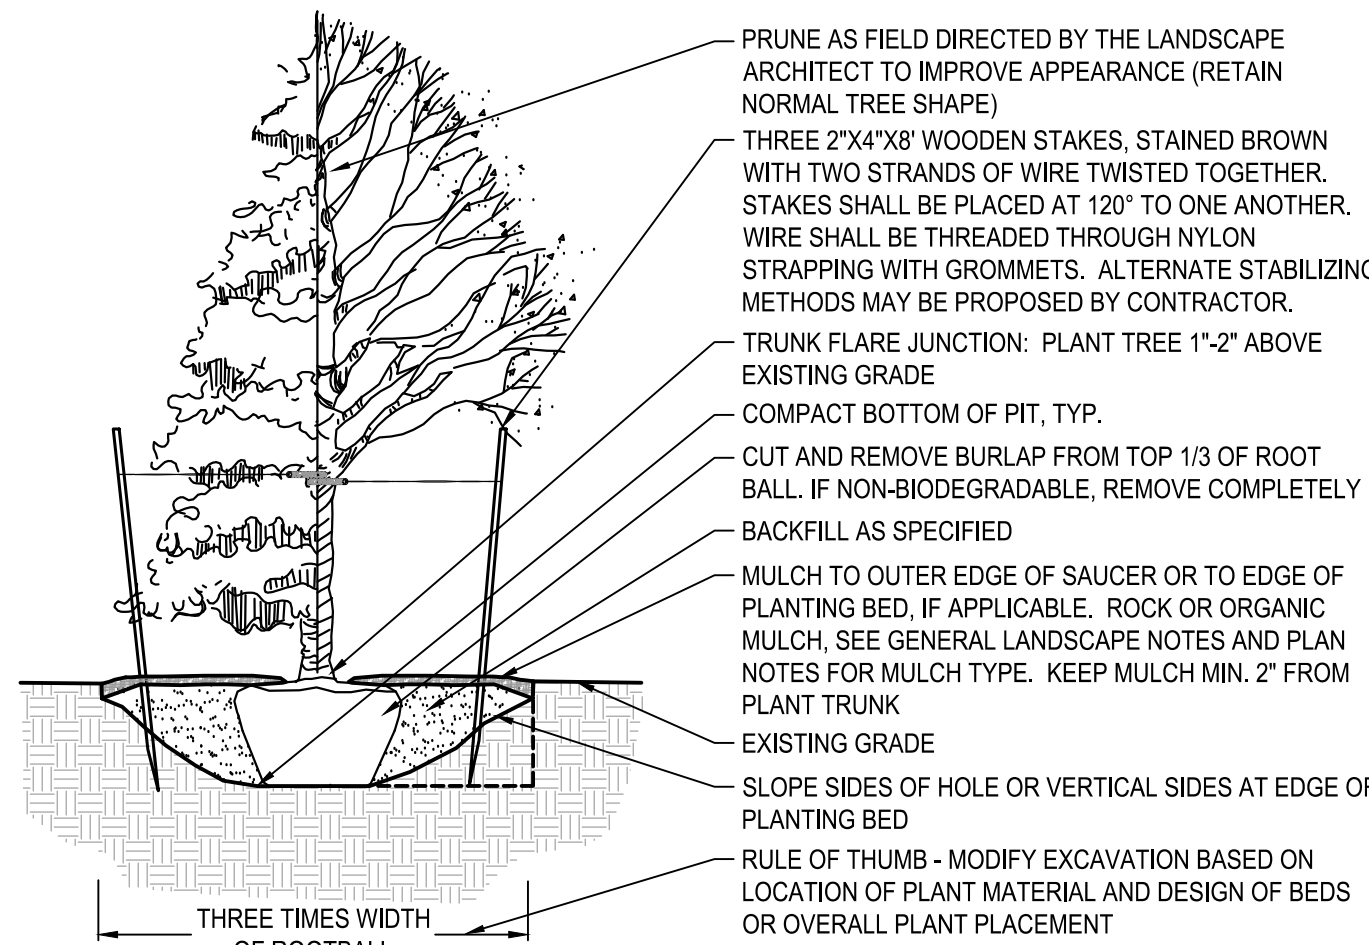 PRUNE AS FIELD DIRECTED BY THE LANDSCAPE
ARCHITECT TO IMPROVE APPEARANCE (RETAIN
NORMAL TREE SHAPE)
THREE 2"X4"X8' WOODEN STAKES, STAINED BROWN
WITH TWO STRANDS OF WIRE TWISTED TOGETHER.
STAKES SHALL BE PLACED AT 120° TO ONE ANOTHER.
WIRE SHALL BE THREADED THROUGH NYLON
STRAPPING WITH GROMMETS. ALTERNATE STABILIZING
METHODS MAY BE PROPOSED BY CONTRACTOR.
TRUNK FLARE JUNCTION: PLANT TREE 1"-2" ABOVE
EXISTING GRADE
COMPACT BOTTOM OF PIT, TYP.
CUT AND REMOVE BURLAP FROM TOP 1/3 OF ROOT
BALL. IF NON-BIODEGRADABLE, REMOVE COMPLETELY
BACKFILL AS SPECIFIED
MULCH TO OUTER EDGE OF SAUCER OR TO EDGE OF
PLANTING BED, IF APPLICABLE. ROCK OR ORGANIC
MULCH, SEE GENERAL LANDSCAPE NOTES AND PLAN
NOTES FOR MULCH TYPE. KEEP MULCH MIN. 2" FROM
PLANT TRUNK
EXISTING GRADE
SLOPE SIDES OF HOLE OR VERTICAL SIDES AT EDGE OF
PLANTING BED
RULE OF THUMB - MODIFY EXCAVATION BASED ON
LOCATION OF PLANT MATERIAL AND DESIGN OF BEDS
OR OVERALL PLANT PLACEMENT
THREE TIMES WIDTH
OF ROOTBALL